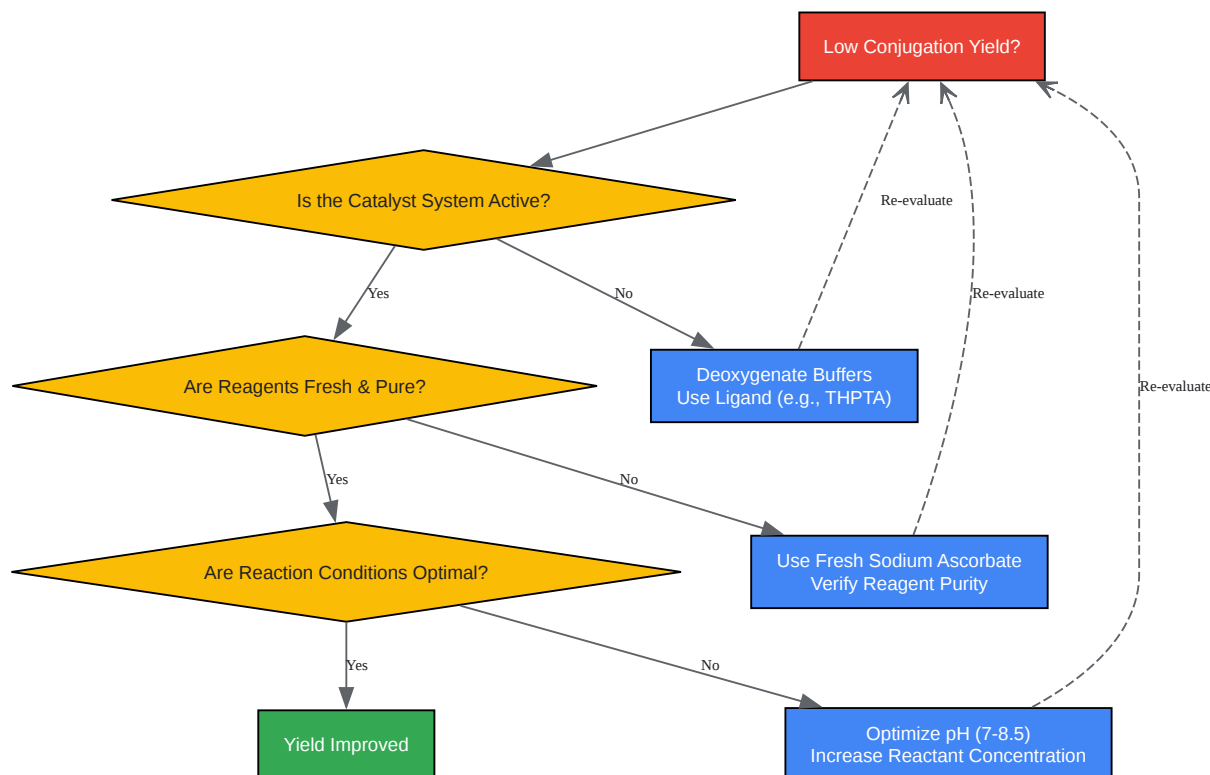 Low Conjugation Yield?
Is the Catalyst System Active?
Re-evaluate
Yes
No
Re-evaluate
Are Reagents Fresh & Pure?
Deoxygenate Buffers
Use Ligand (e.g., THPTA)
Re-evaluate
Yes
No
Are Reaction Conditions Optimal?
Use Fresh Sodium Ascorbate
Verify Reagent Purity
Yes
No
Yield Improved
Optimize pH (7-8.5)
Increase Reactant Concentration